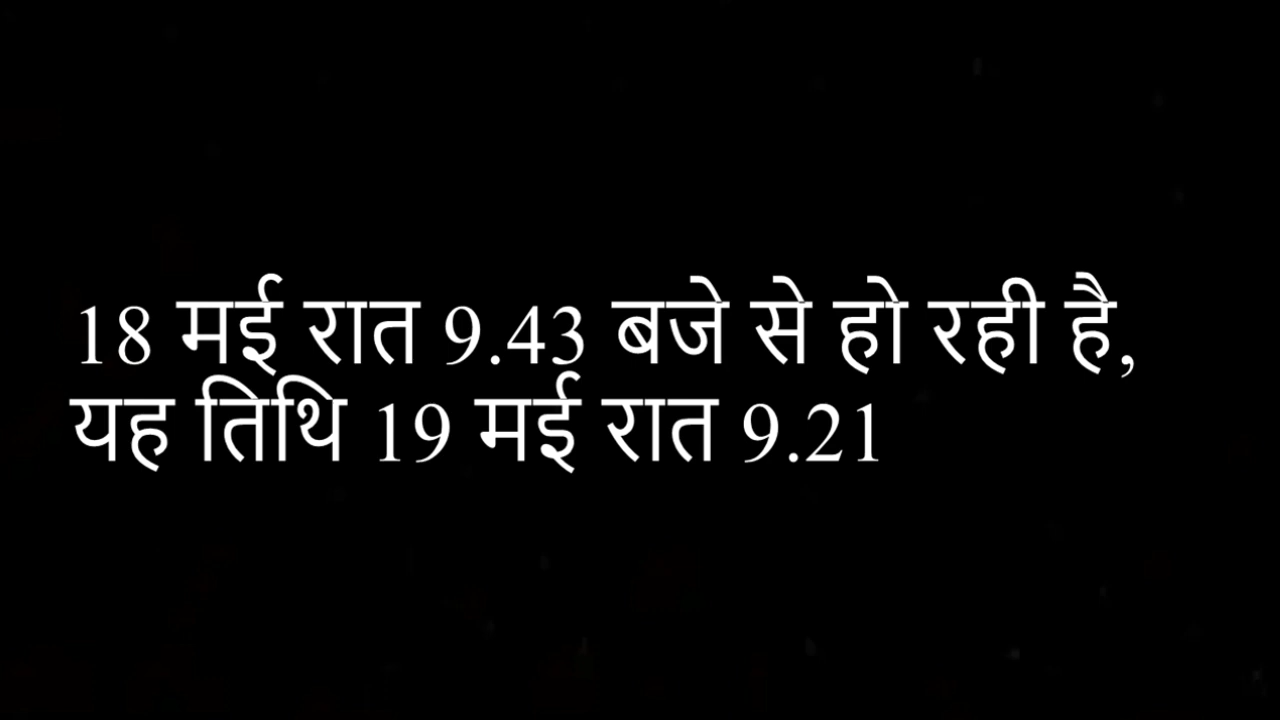 18 मई रात 9.43 बजे से हो रही है,
यह तिथि 19 मई रात 9.21